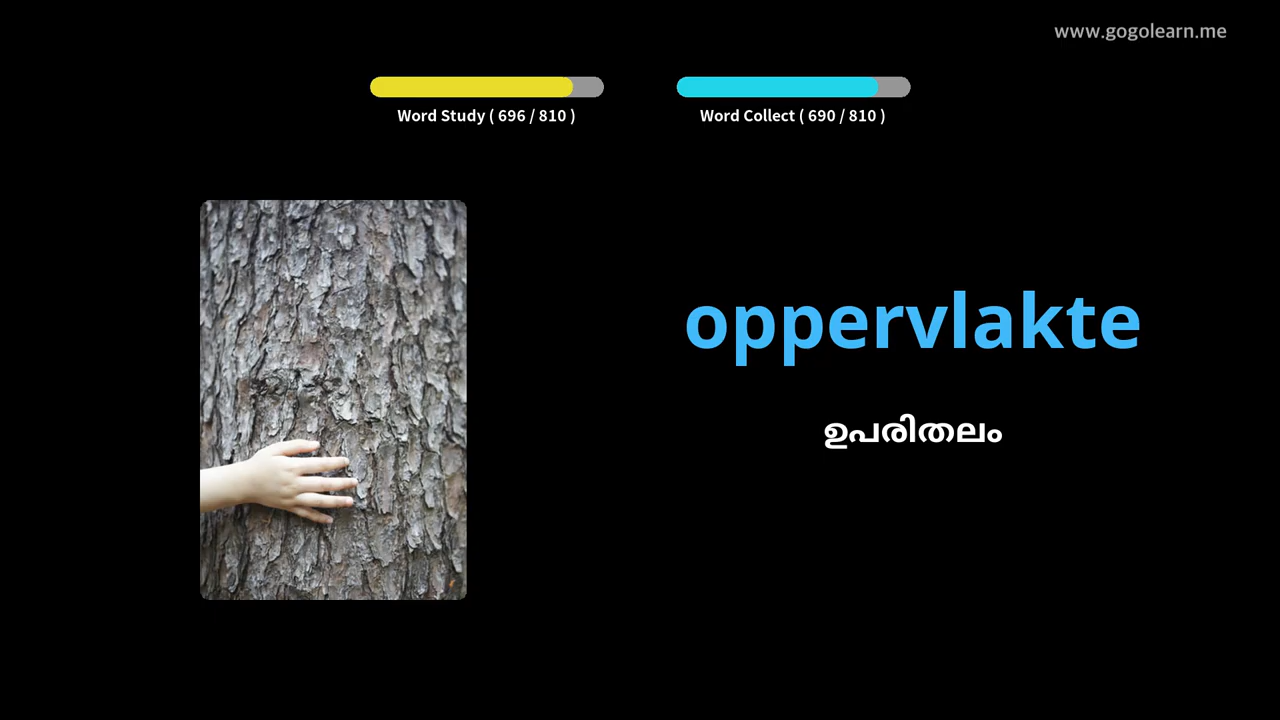 www.gogolearn.me
Word Study ( 696 / 810 )
Word Collect ( 690 / 810 )
oppervlakte
ഉപരിതലം